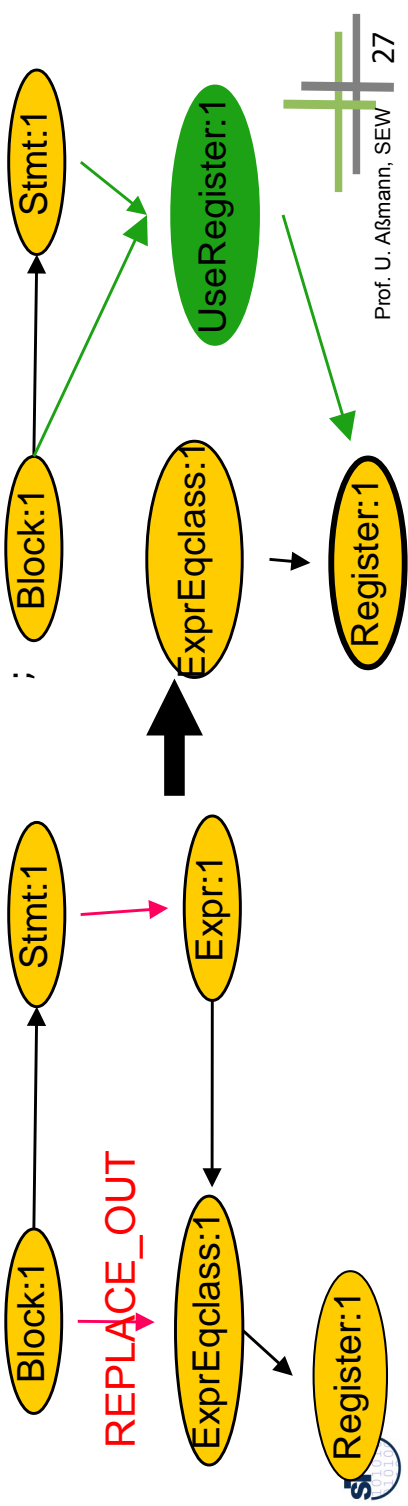 Block:1
Stmt:1
REPLACE_OUT
ExprEqclass:1
Expr:1
Register:1
;
Block:1
Stmt:1
ExprEqclass:1
UseRegister:1
Register:1
Prof. U. Aßmann, SEW
27